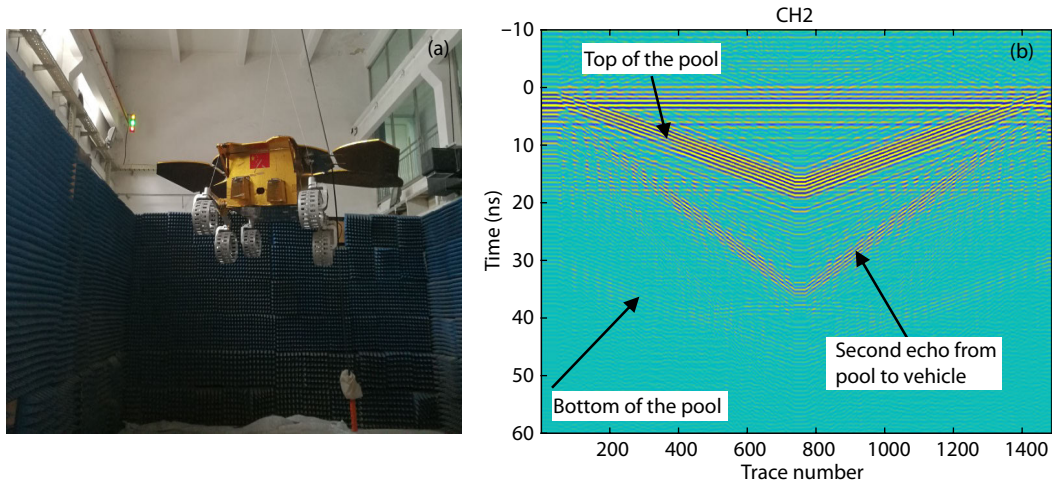 (a)
CH2
(b)
Top of the pool
Second echo from
pool to vehicle
Bottom of the pool
Time (ns)
–10
0
10
20
30
40
50
60
200
400
600
800
1000
1200
1400
Trace number